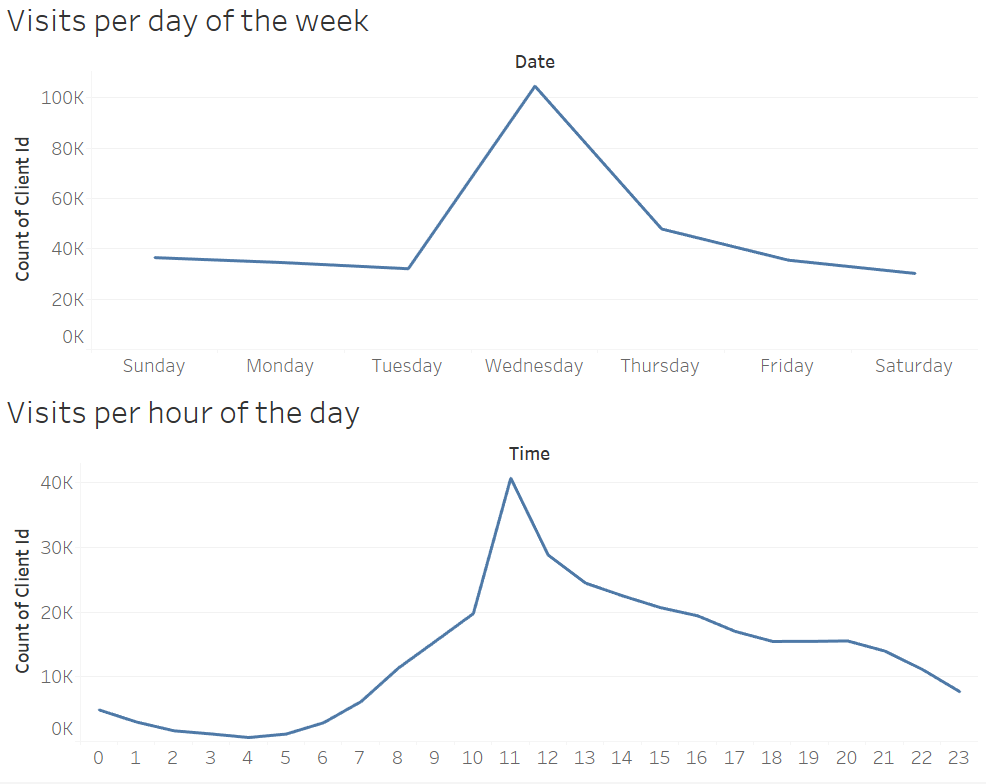 Visits per day of the week
Date
100K
80K
60K
40K
20K
0K
Count of Client Id
Sunday Monday Tuesday Wednesday Thursday Friday Saturday
Visits per hour of the day
Time
40K
30K
20K
10K
0K
Count of Client Id
0 1 2 3 4 5 6 7 8 9 10 11 12 13 14 15 16 17 18 19 20 21 22 23